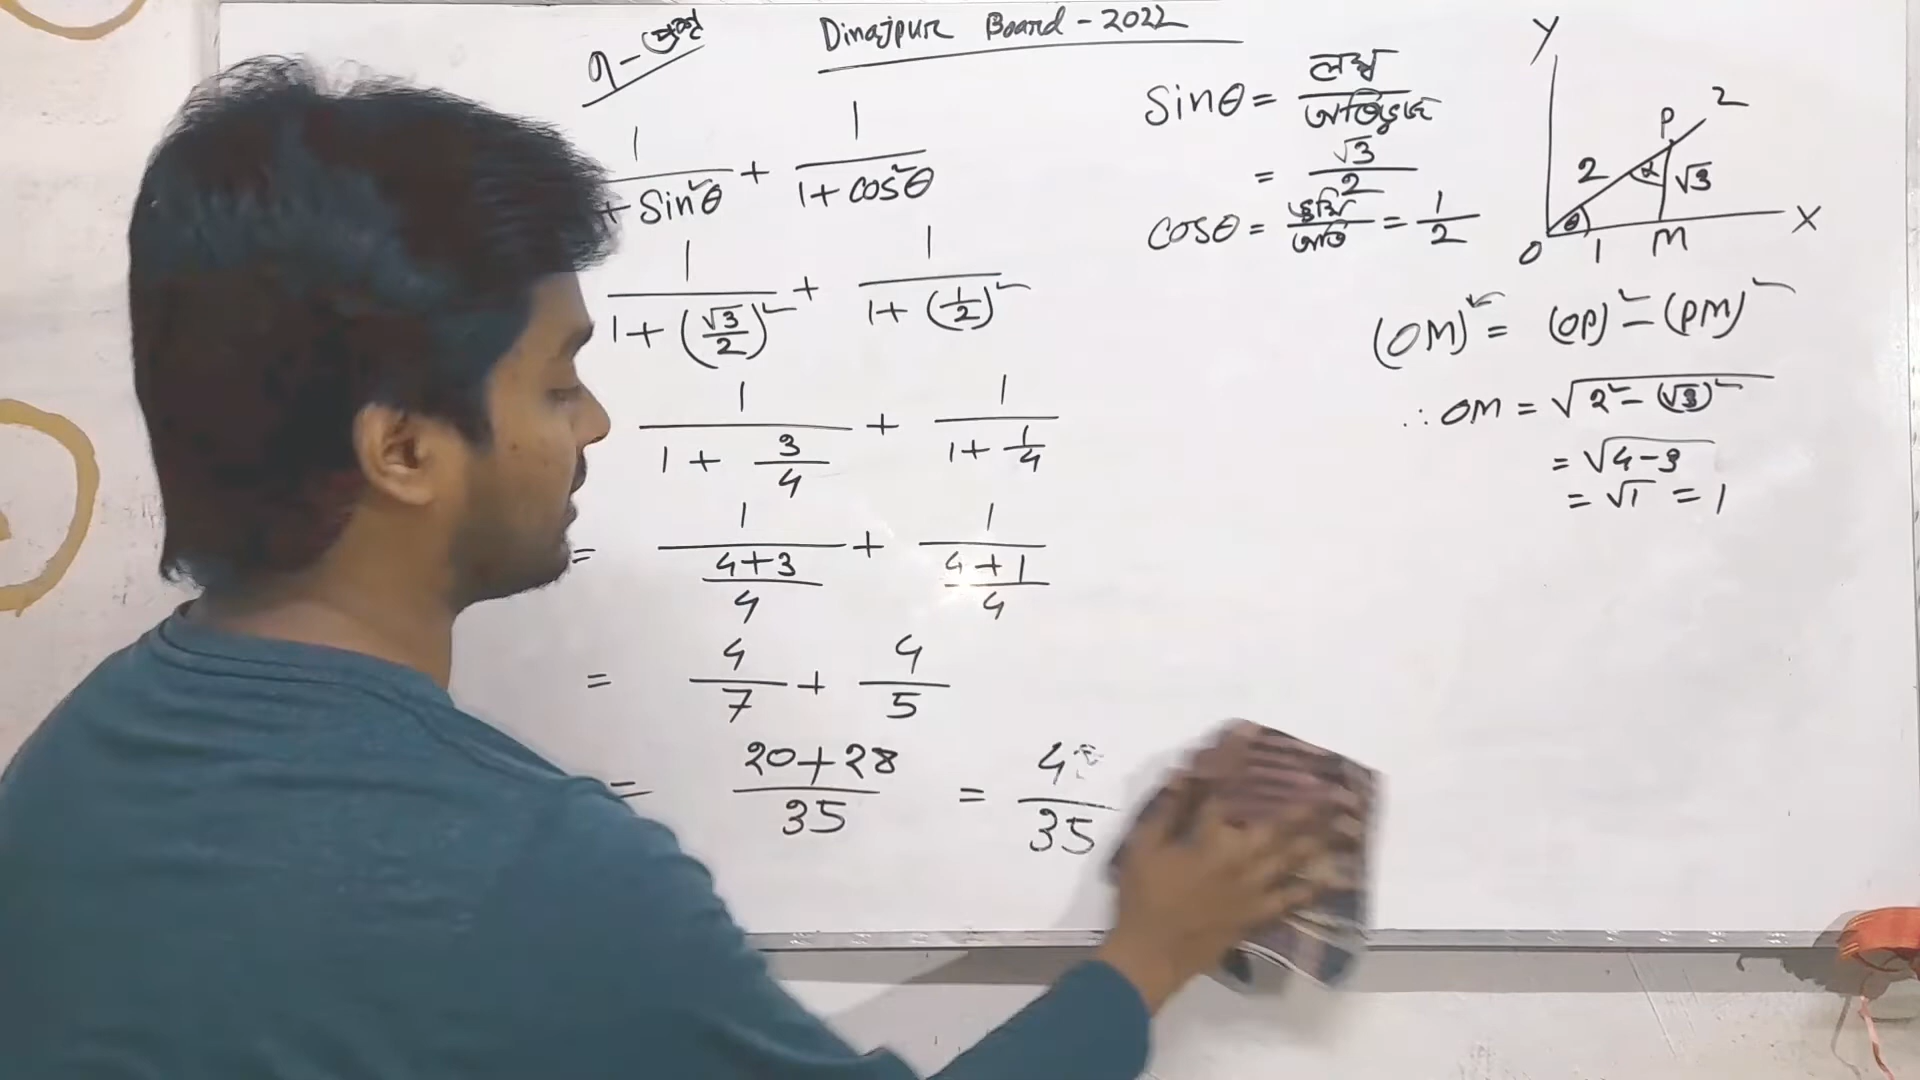 Dinajpur Board - 2022
1/(+ Sin²θ) + 1/(1 + cos²θ)
1/(1 + (√3/2)²) + 1/(1 + (1/2)²)
1/(1 + 3/4) + 1/(1 + 1/4)
= 1/((4+3)/4) + 1/((4+1)/4)
= 4/7 + 4/5
= (20+28)/35 = 48/35
Sinθ = লম্ব/অতিভুজ
= √3/2
cosθ = ভূমি/অতি = 1/2
Y
P
2
2
α
√3
θ
O
1
M
X
(OM)² = (OP)² - (PM)²
∴ OM = √(2² - (√3)²)
= √(4-3)
= √1 = 1